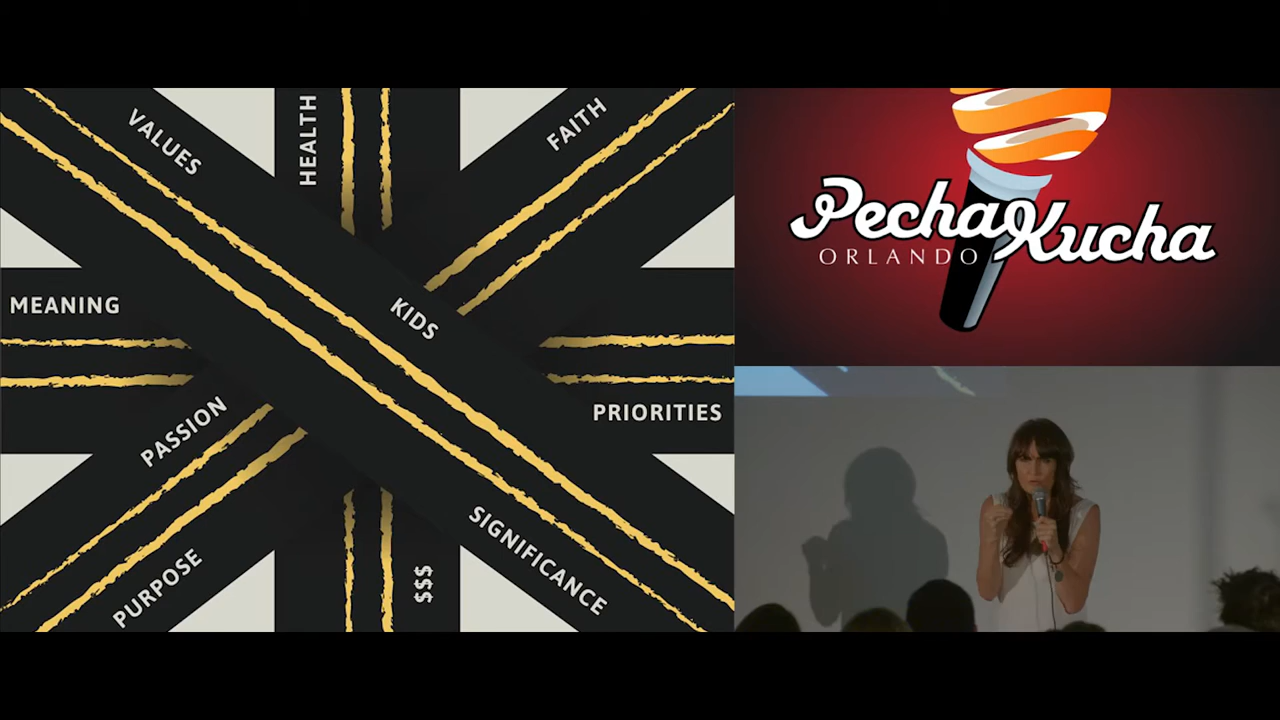 VALUES
HEALTH
FAITH
MEANING
KIDS
PRIORITIES
PASSION
SIGNIFICANCE
PURPOSE
$$$
PechaKucha
ORLANDO